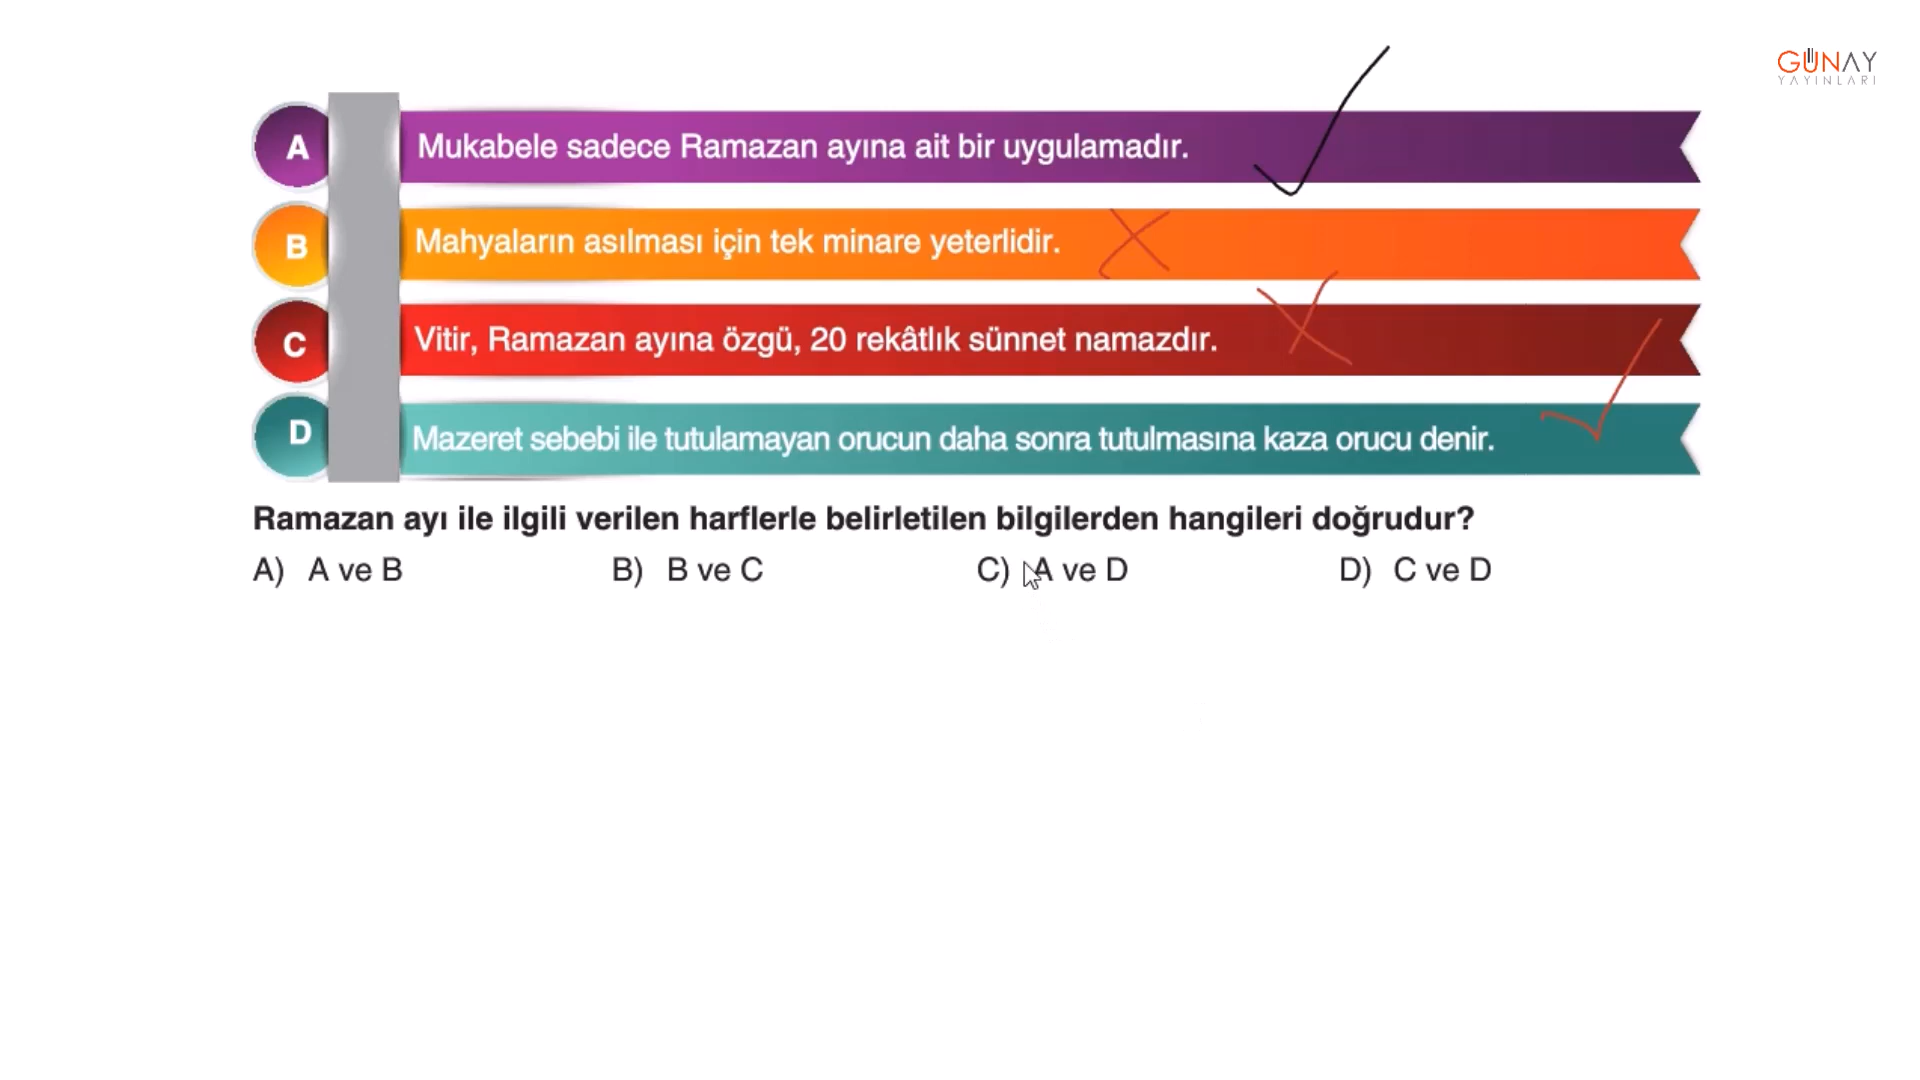 GÜNAY
YAYINLARI
A Mukabele sadece Ramazan ayına ait bir uygulamadır.
B Mahyaların asılması için tek minare yeterlidir.
C Vitir, Ramazan ayına özgü, 20 rekâtlık sünnet namazdır.
D Mazeret sebebi ile tutulamayan orucun daha sonra tutulmasına kaza orucu denir.
Ramazan ayı ile ilgili verilen harflerle belirletilen bilgilerden hangileri doğrudur?
A) A ve B B) B ve C C) A ve D D) C ve D